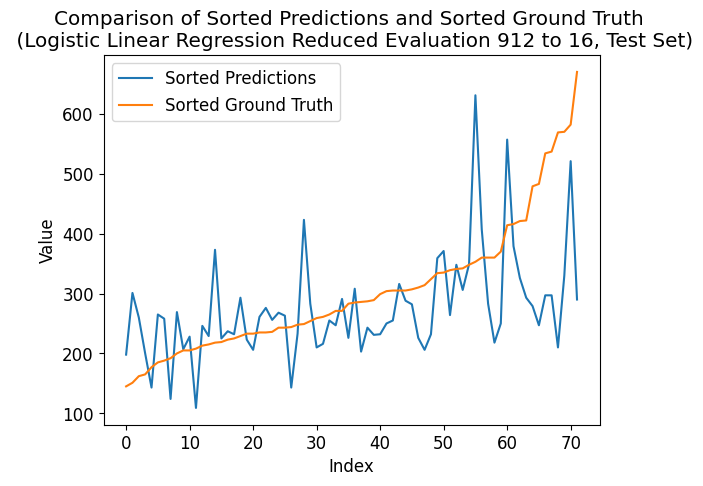 Comparison of Sorted Predictions and Sorted Ground Truth
(Logistic Linear Regression Reduced Evaluation 912 to 16, Test Set)
Sorted Predictions
Sorted Ground Truth
Value
600
500
400
300
200
100
0 10 20 30 40 50 60 70
Index